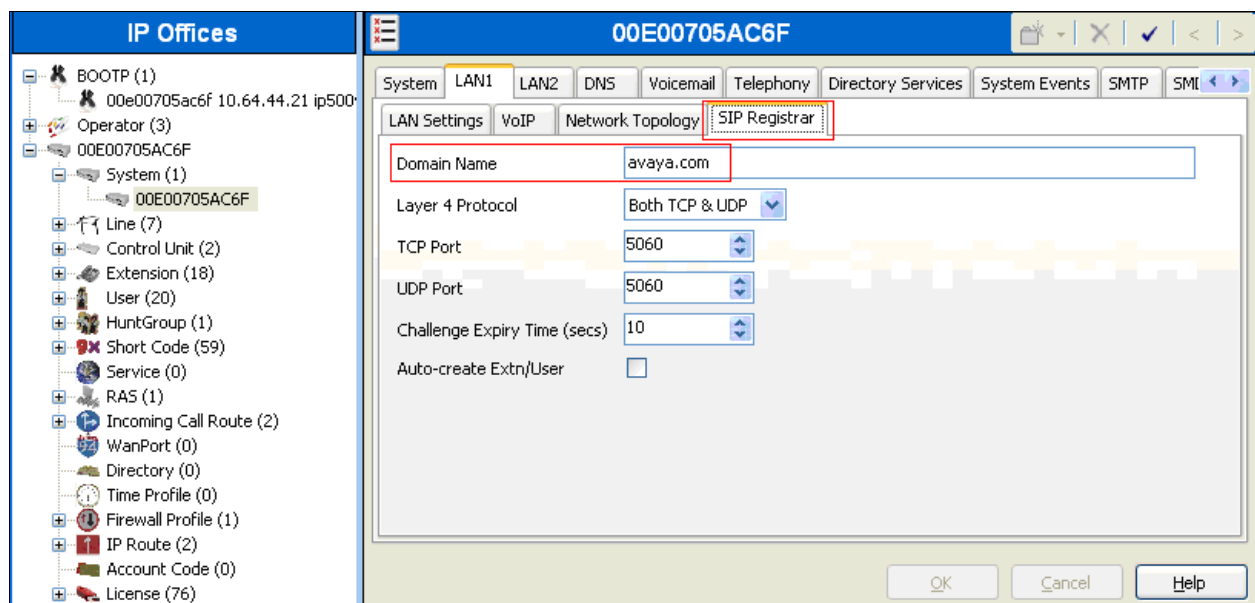 IP Offices
BOOTP (1)
00e00705ac6f 10.64.44.21 ip500
Operator (3)
00E00705AC6F
System (1)
00E00705AC6F
Line (7)
Control Unit (2)
Extension (18)
User (20)
HuntGroup (1)
Short Code (59)
Service (0)
RAS (1)
Incoming Call Route (2)
WanPort (0)
Directory (0)
Time Profile (0)
Firewall Profile (1)
IP Route (2)
Account Code (0)
License (76)
00E00705AC6F
System LAN1 LAN2 DNS Voicemail Telephony Directory Services System Events SMTP
LAN Settings VoIP Network Topology SIP Registrar
Domain Name avaya.com
Layer 4 Protocol Both TCP & UDP
TCP Port 5060
UDP Port 5060
Challenge Expiry Time (secs) 10
Auto-create Extn/User
OK Cancel Help